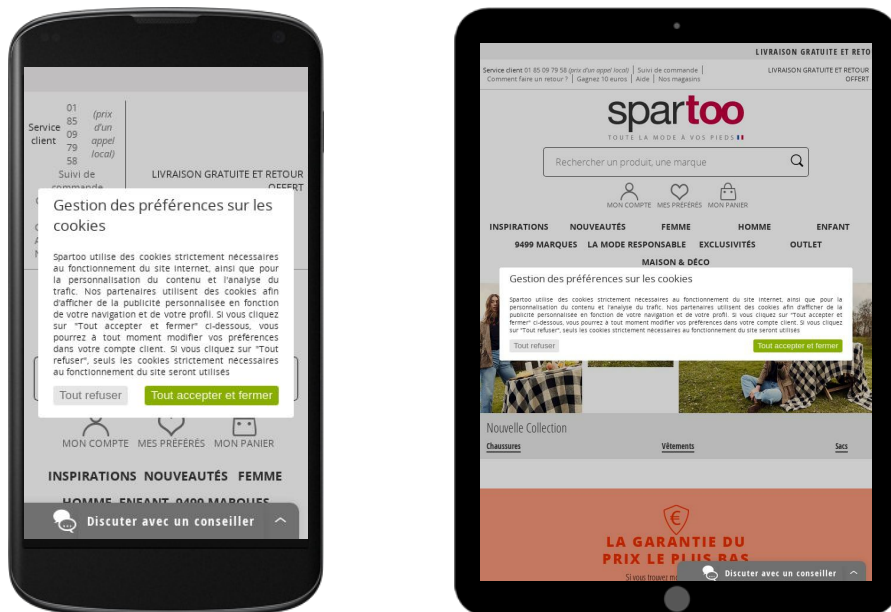 01
85
09
79
58
Service
client
(prix
d'un
appel
local)
Suivi de
commande
LIVRAISON GRATUITE ET RETOUR
OFFERT
Gestion des préférences sur les
cookies
Spartoo utilise des cookies strictement nécessaires
au fonctionnement du site internet, ainsi que pour
la personnalisation du contenu et l'analyse du
trafic. Nos partenaires utilisent des cookies afin
d'afficher de la publicité personnalisée en fonction
de votre navigation et de votre profil. Si vous cliquez
sur "Tout accepter et fermer" ci-dessous, vous
pourrez à tout moment modifier vos préférences
dans votre compte client. Si vous cliquez sur "Tout
refuser", seuls les cookies strictement nécessaires
au fonctionnement du site seront utilisés
Tout refuser
Tout accepter et fermer
MON COMPTE MES PRÉFÉRÉS MON PANIER
INSPIRATIONS NOUVEAUTÉS FEMME
HOMME ENFANT 9499 MARQUES
Discuter avec un conseiller
LIVRAISON GRATUITE ET RETO
Service client 01 85 09 79 58 (prix d'un appel local) | Suivi de commande |
Comment faire un retour ? | Gagnez 10 euros | Aide | Nos magasins
LIVRAISON GRATUITE ET RETOUR
OFFERT
spartoo
TOUTE LA MODE À VOS PIEDS
Rechercher un produit, une marque
MON COMPTE MES PRÉFÉRÉS MON PANIER
INSPIRATIONS NOUVEAUTÉS FEMME HOMME ENFANT
9499 MARQUES LA MODE RESPONSABLE EXCLUSIVITÉS OUTLET
MAISON & DÉCO
Gestion des préférences sur les cookies
Spartoo utilise des cookies strictement nécessaires au fonctionnement du site internet, ainsi que pour la
personnalisation du contenu et l'analyse du trafic. Nos partenaires utilisent des cookies afin d'afficher de la
publicité personnalisée en fonction de votre navigation et de votre profil. Si vous cliquez sur "Tout accepter et
fermer" ci-dessous, vous pourrez à tout moment modifier vos préférences dans votre compte client. Si vous cliquez
sur "Tout refuser", seuls les cookies strictement nécessaires au fonctionnement du site seront utilisés
Tout refuser
Tout accepter et fermer
Nouvelle Collection
Chaussures Vêtements Sacs
LA GARANTIE DU
PRIX LE PLUS BAS
Si vous trouvez
Discuter avec un conseiller